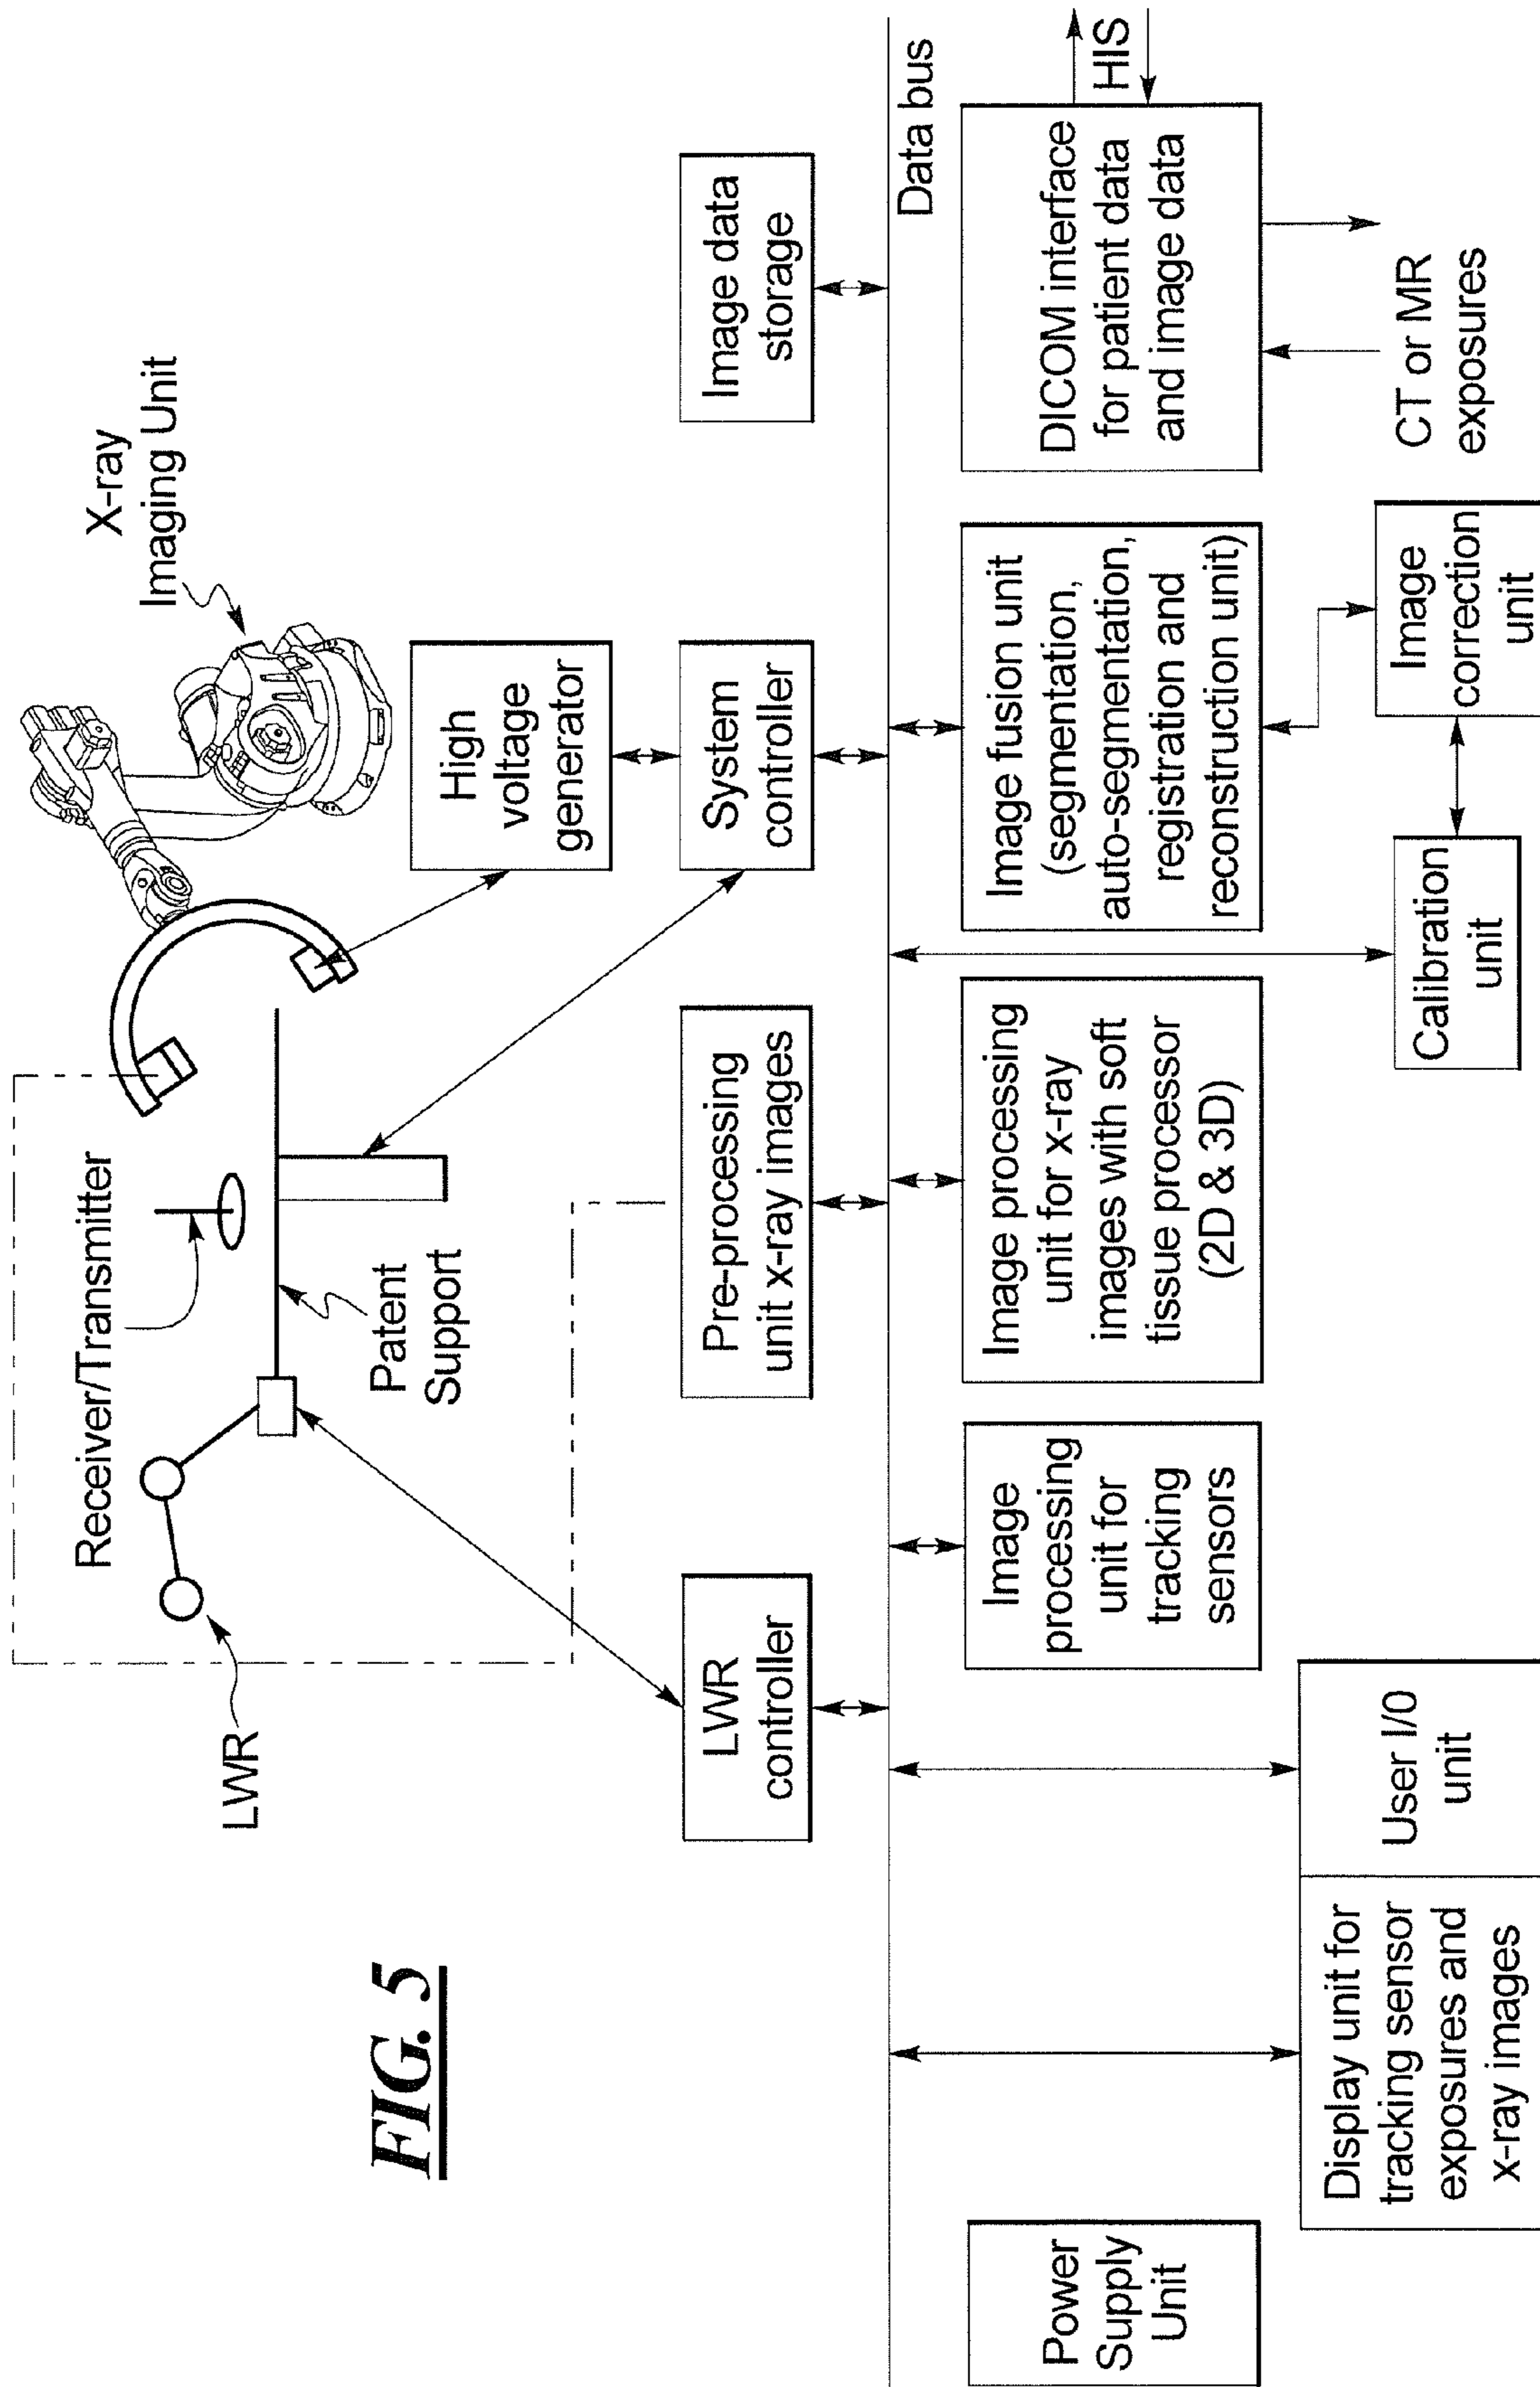 FIG. 5
LWR
Receiver/Transmitter
Patent
Support
X-ray
Imaging Unit
LWR
controller
Pre-processing
unit x-ray images
High
voltage
generator
System
controller
Image data
storage
Data bus
Power
Supply
Unit
Display unit for
tracking sensor
exposures and
x-ray images
User I/0
unit
Image
processing
unit for
tracking
sensors
Image processing
unit for x-ray
images with soft
tissue processor
(2D & 3D)
Calibration
unit
Image fusion unit
(segmentation,
auto-segmentation,
registration and
reconstruction unit)
Image
correction
unit
DICOM interface
for patient data
and image data
HIS
CT or MR
exposures